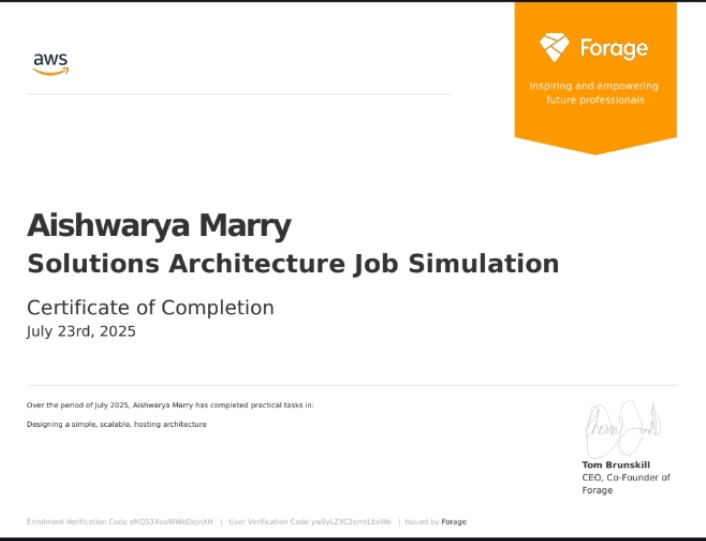 aws
Forage
Inspiring and empowering
future professionals
Aishwarya Marry
Solutions Architecture Job Simulation
Certificate of Completion
July 23rd, 2025
Over the period of July 2025, Aishwarya Marry has completed practical tasks in:
Designing a simple, scalable, hosting architecture
Tom Brunskill
CEO, Co-Founder of
Forage
Enrolment Verification Code | User Verification Code | Issued by Forage